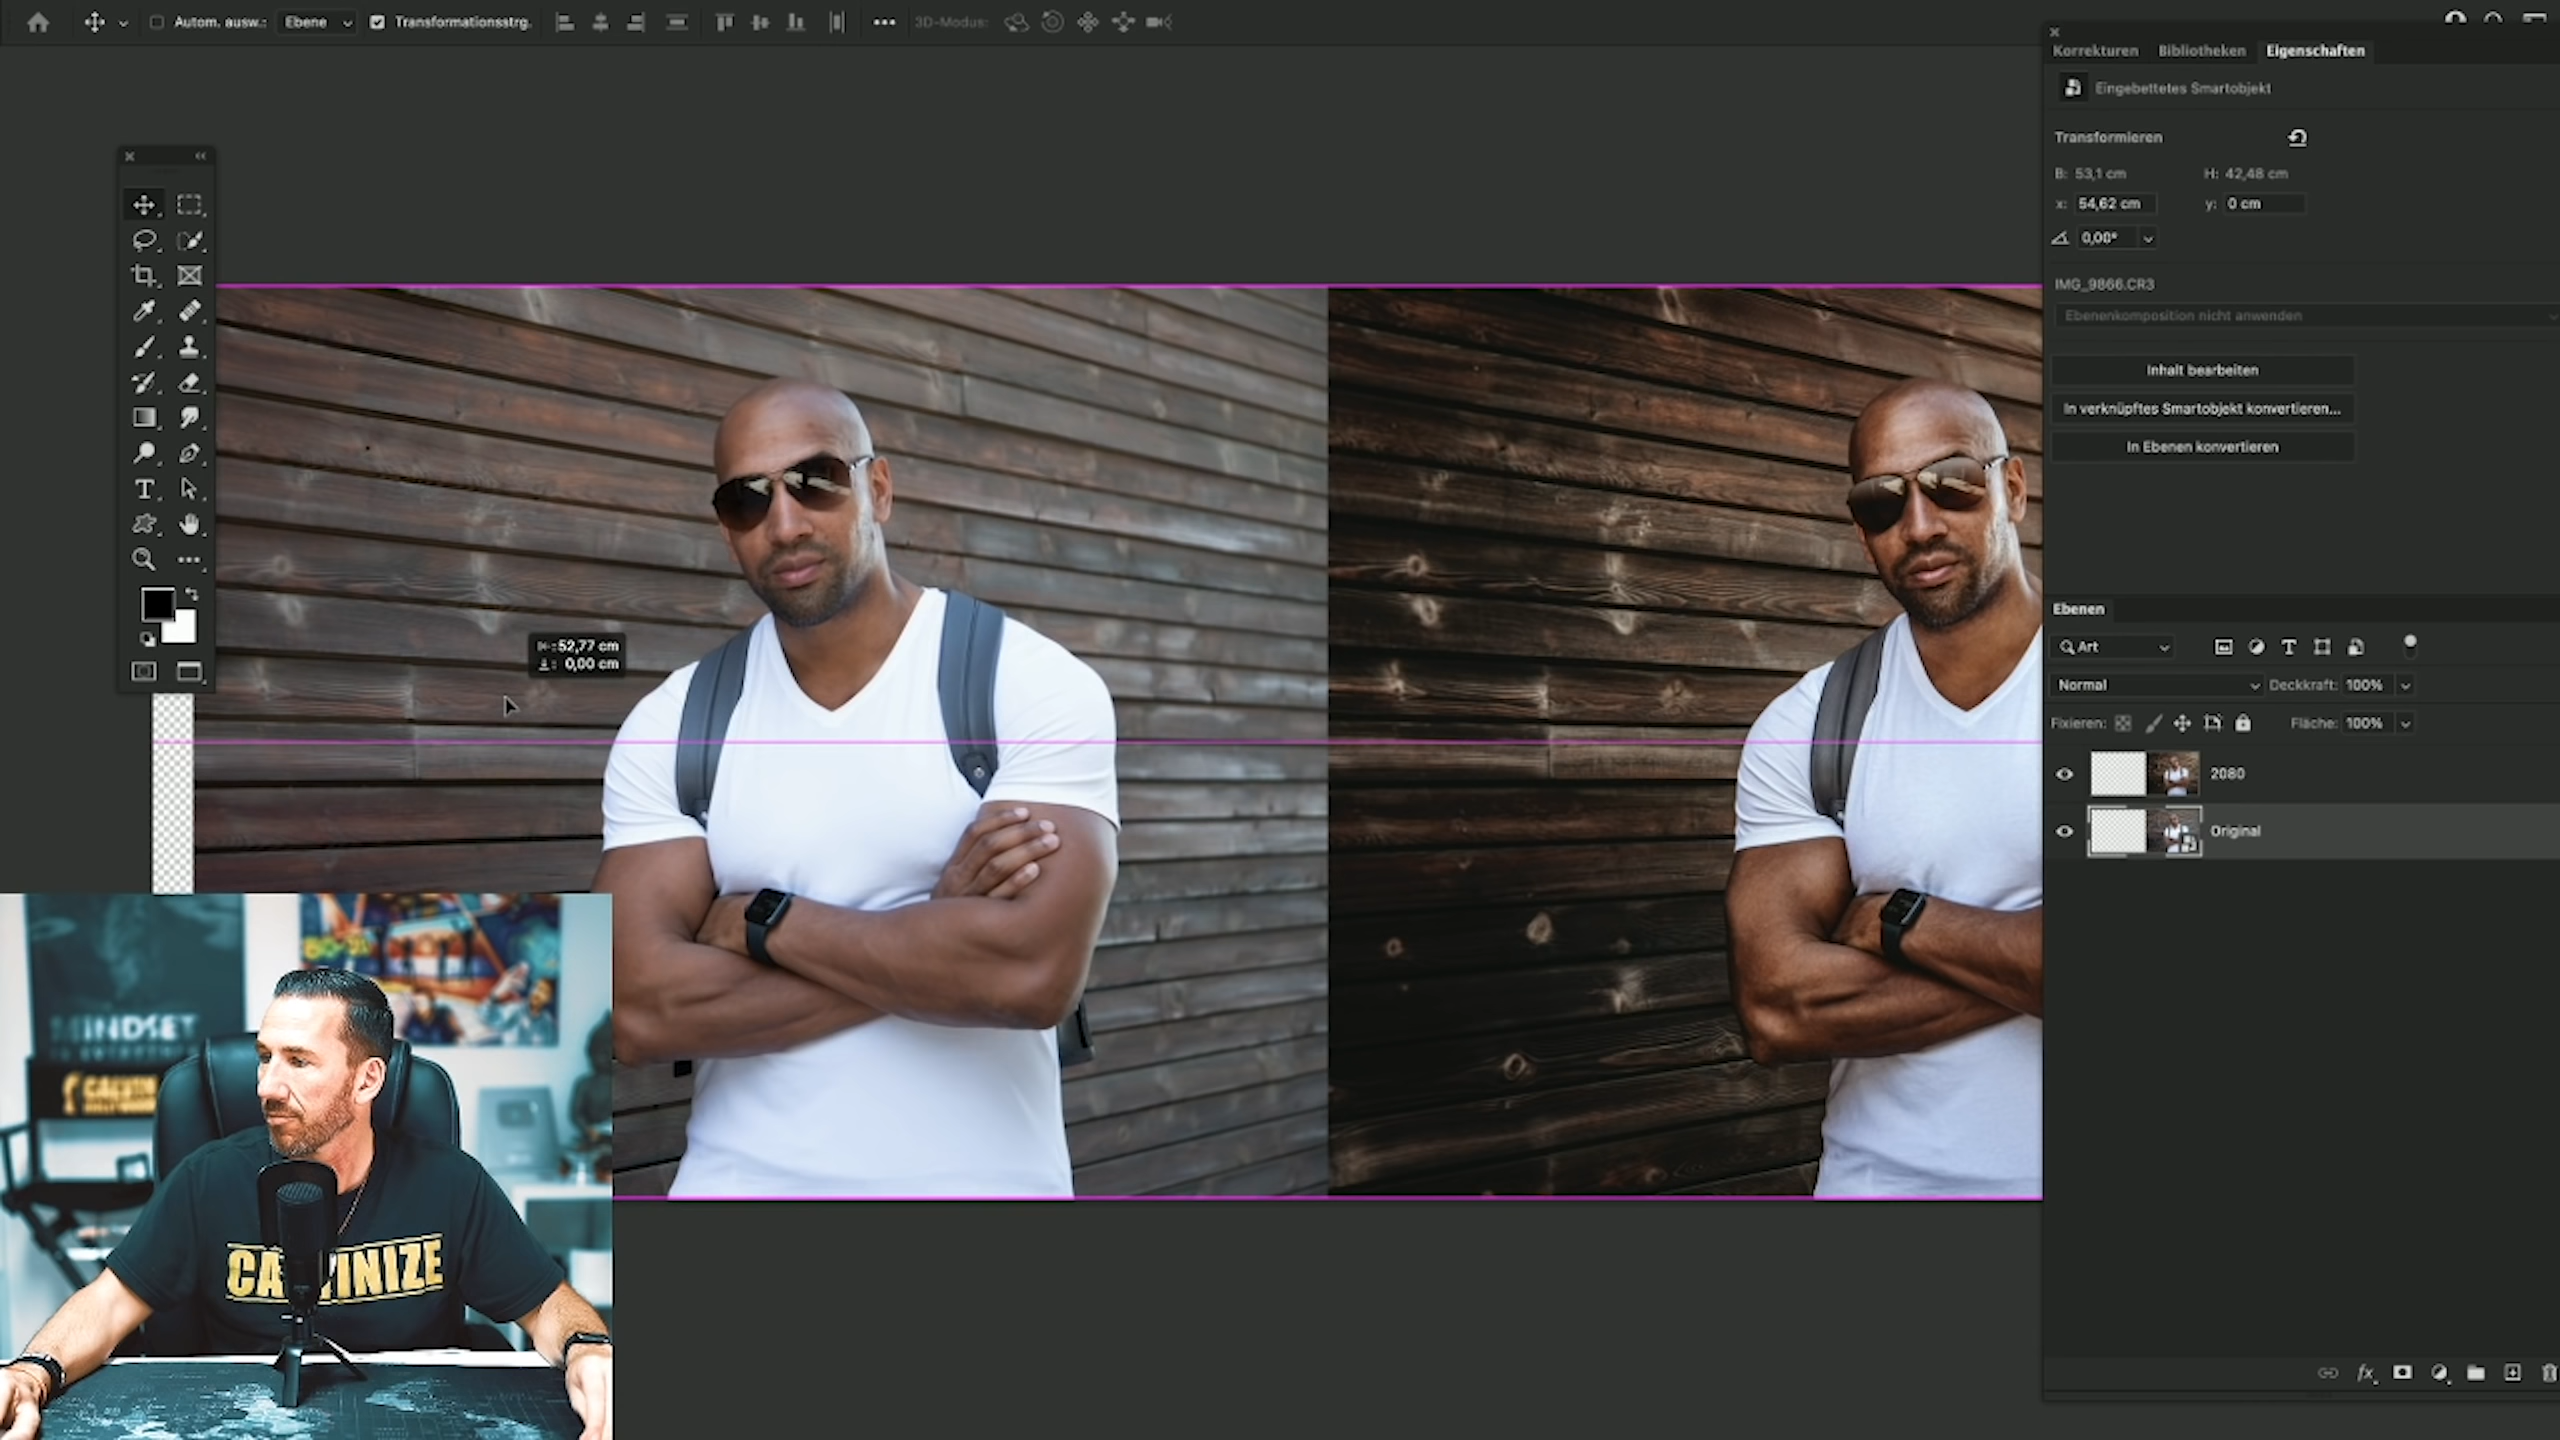 Autom. ausw.:
Ebene
Transformationsstrg.
3D-Modus:
Korrekturen
Bibliotheken
Eigenschaften
Eingebettetes Smartobjekt
Transformieren
B: 53,1 cm
H: 42,48 cm
x: 54,62 cm
y: 0 cm
0,00°
IMG_9866.CR3
Ebenenkomposition nicht anwenden
Inhalt bearbeiten
In verknüpftes Smartobjekt konvertieren...
In Ebenen konvertieren
52,77 cm
0,00 cm
Ebenen
Art
Normal
Deckkraft: 100%
Fixieren:
Fläche: 100%
2080
Original
MINDSET